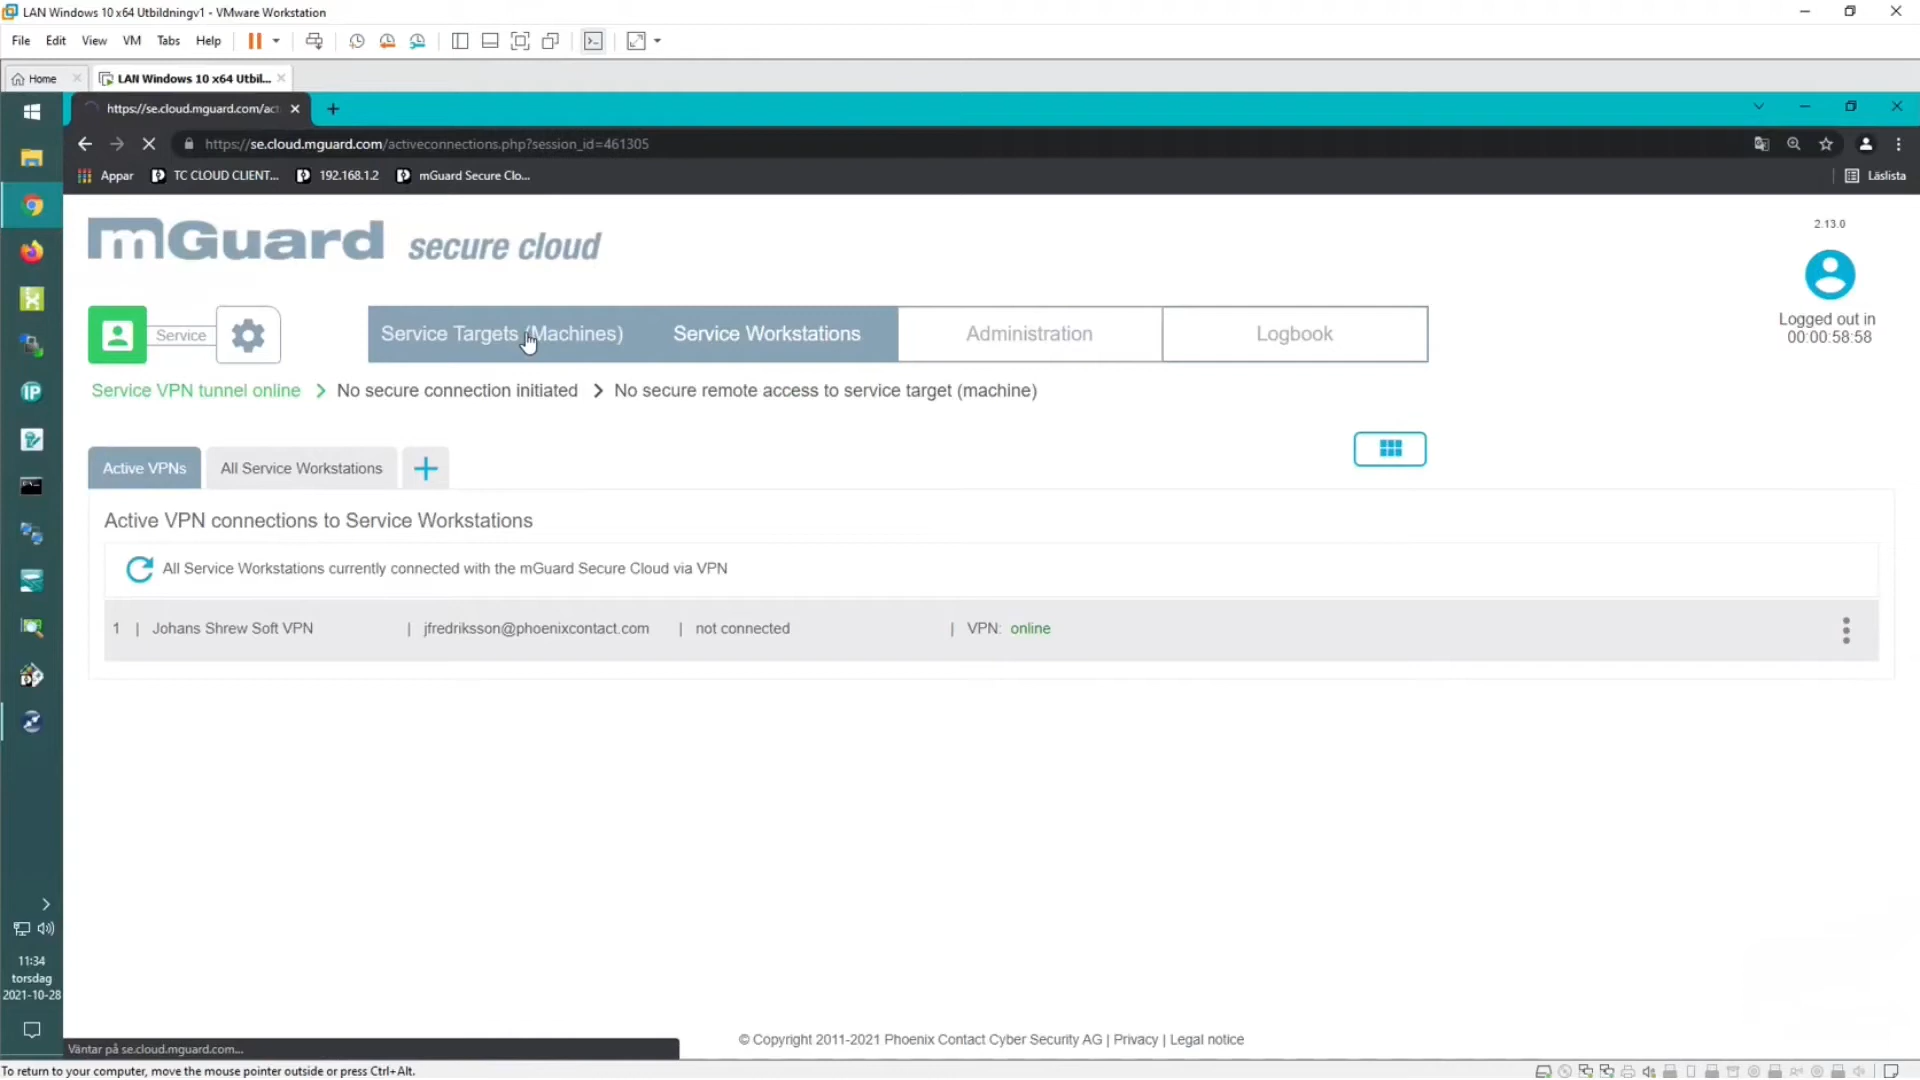 LAN Windows 10 x64 Utbildningv1 - VMware Workstation
File Edit View VM Tabs Help
Home LAN Windows 10 x64 Utbil...
https://se.cloud.mguard.com/act
https://se.cloud.mguard.com/activeconnections.php?session_id=461305
Appar TC CLOUD CLIENT... 192.168.1.2 mGuard Secure Clo... Läslista
mGuard secure cloud
2.13.0
Logged out in
00:00:58:58
Service
Service Targets (Machines) Service Workstations Administration Logbook
Service VPN tunnel online > No secure connection initiated > No secure remote access to service target (machine)
Active VPNs All Service Workstations +
Active VPN connections to Service Workstations
All Service Workstations currently connected with the mGuard Secure Cloud via VPN
1 | Johans Shrew Soft VPN | jfredriksson@phoenixcontact.com | not connected | VPN: online
11:34
torsdag
2021-10-28
© Copyright 2011-2021 Phoenix Contact Cyber Security AG | Privacy | Legal notice
Väntar på se.cloud.mguard.com...
To return to your computer, move the mouse pointer outside or press Ctrl+Alt.